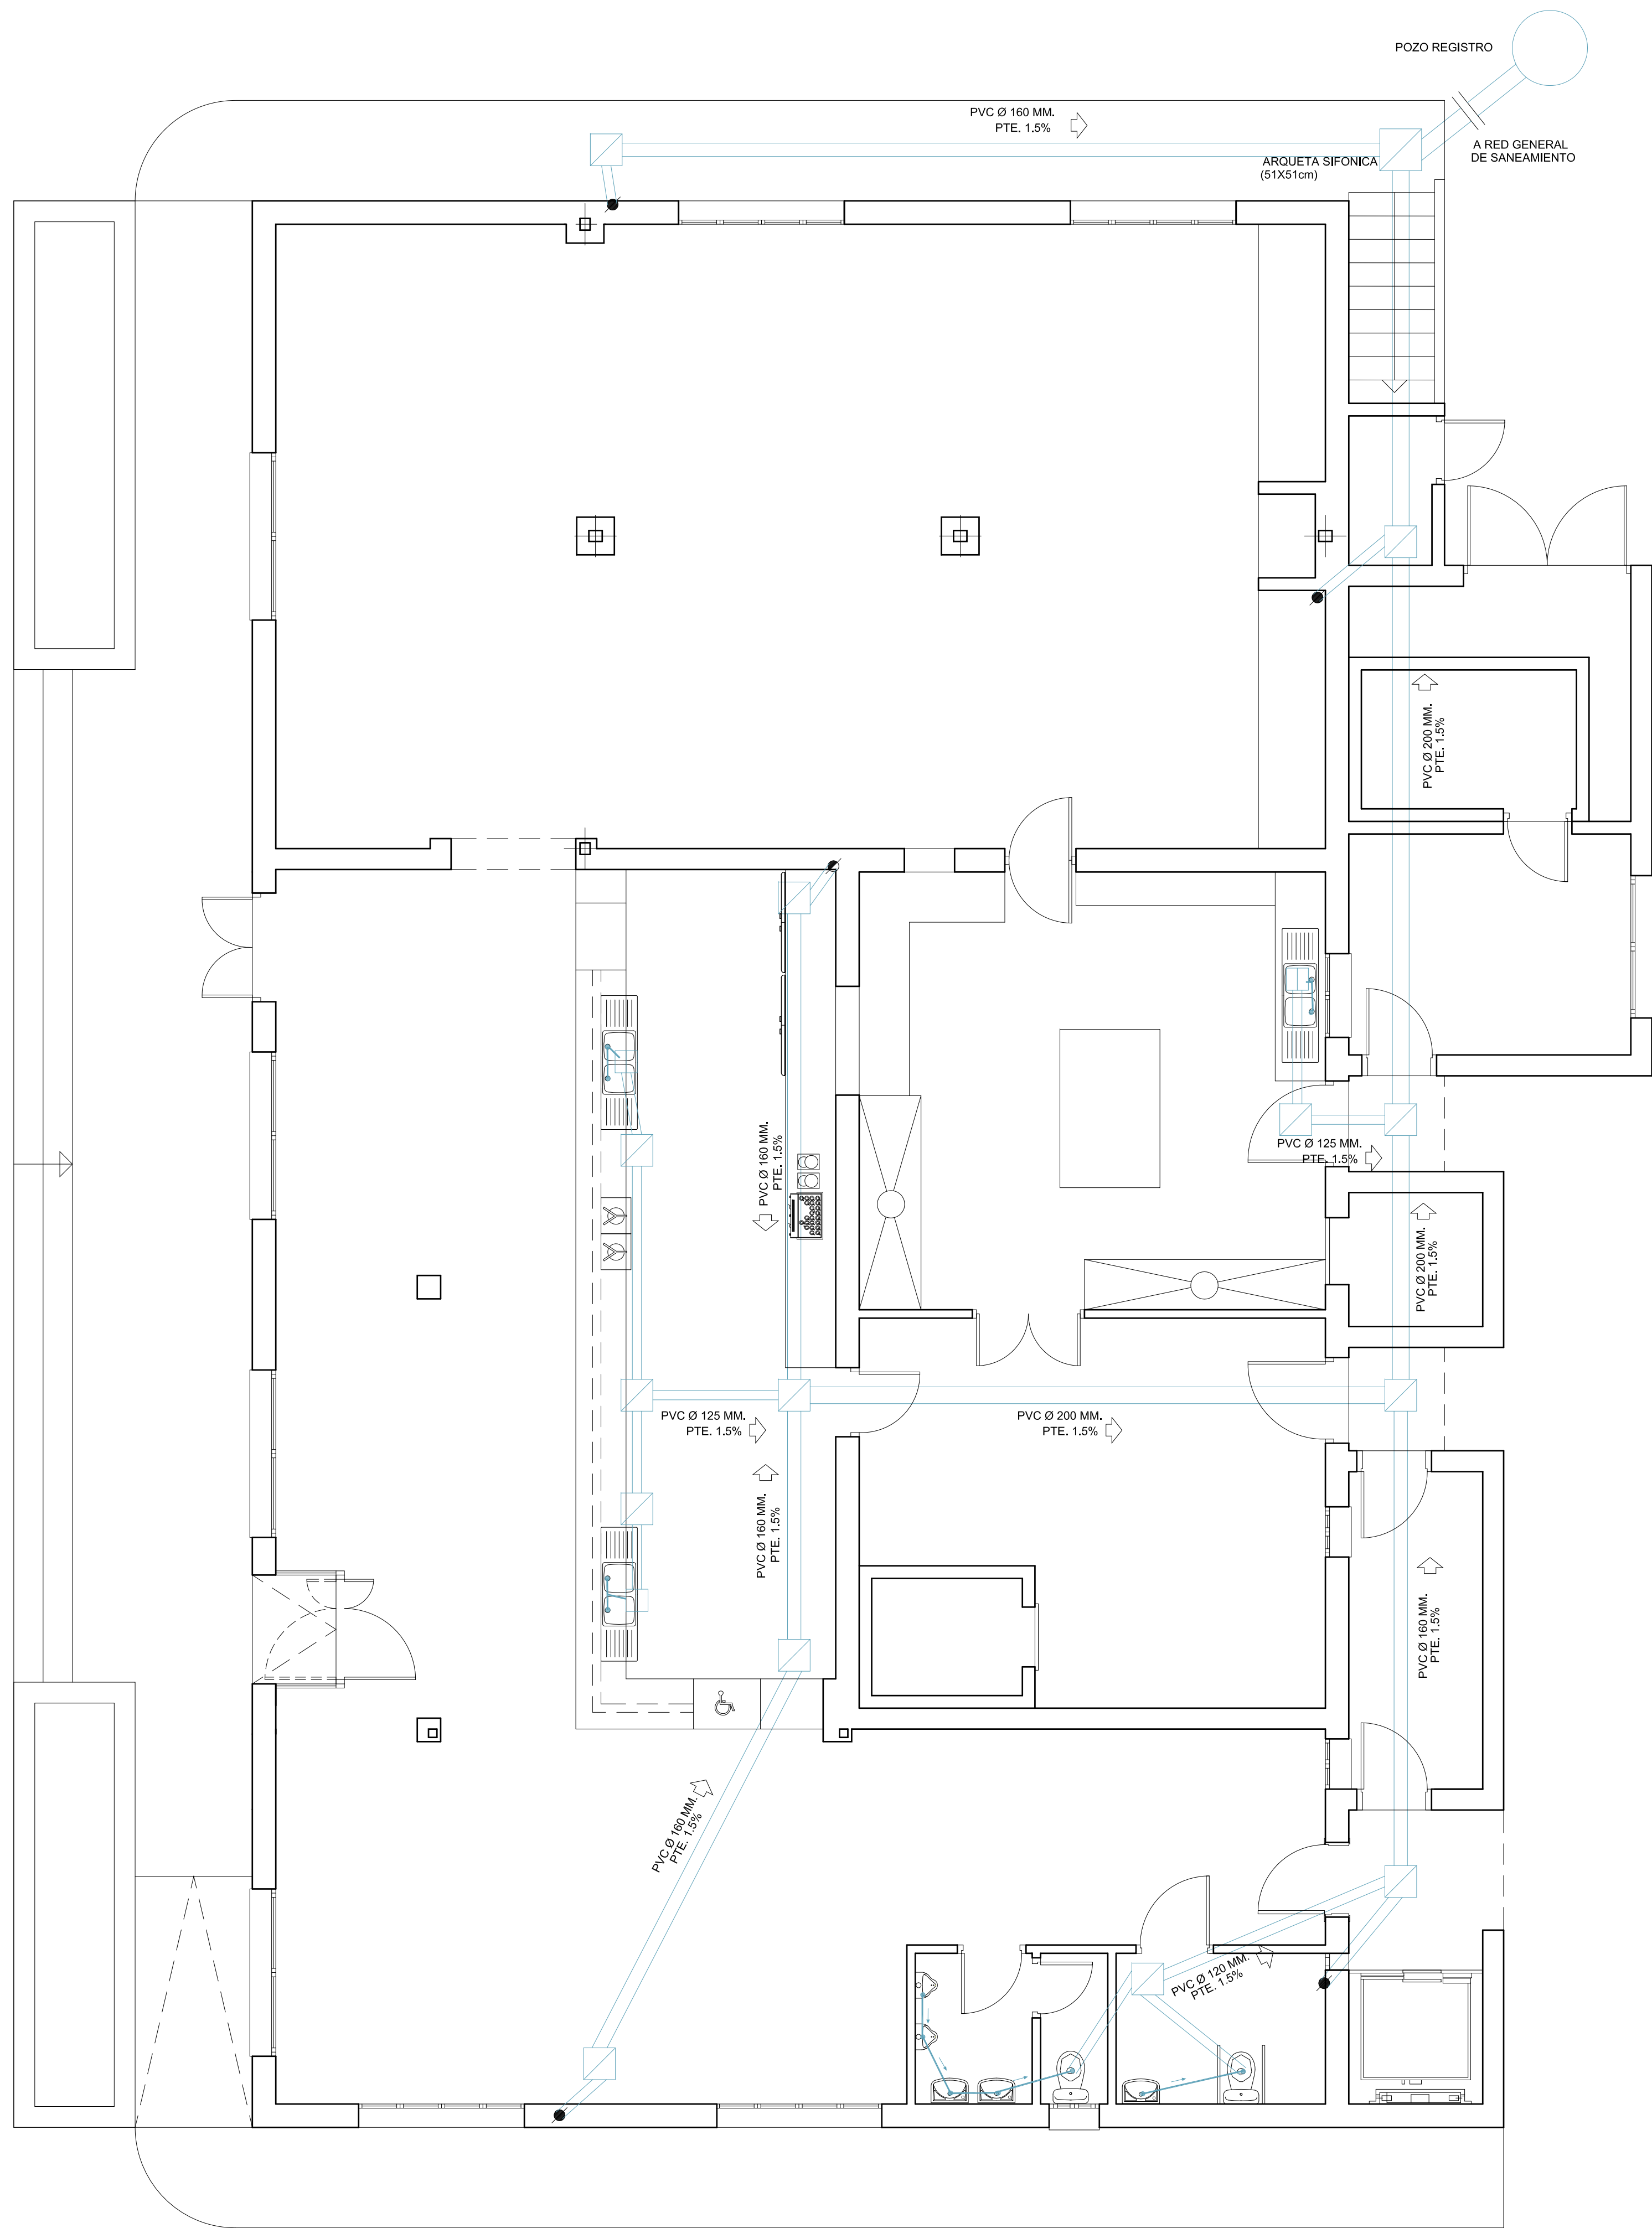 POZO REGISTRO
PVC Ø 160 MM.
PTE. 1.5%
A RED GENERAL
DE SANEAMIENTO
ARQUETA SIFONICA
(51X51cm)
PVC Ø 200 MM.
PTE. 1.5%
PVC Ø 160 MM.
PTE. 1.5%
PVC Ø 125 MM.
PTE. 1.5%
PVC Ø 200 MM.
PTE. 1.5%
PVC Ø 125 MM.
PTE. 1.5%
PVC Ø 200 MM.
PTE. 1.5%
PVC Ø 160 MM.
PTE. 1.5%
PVC Ø 160 MM.
PTE. 1.5%
PVC Ø 160 MM.
PTE. 1.5%
PVC Ø 120 MM.
PTE. 1.5%